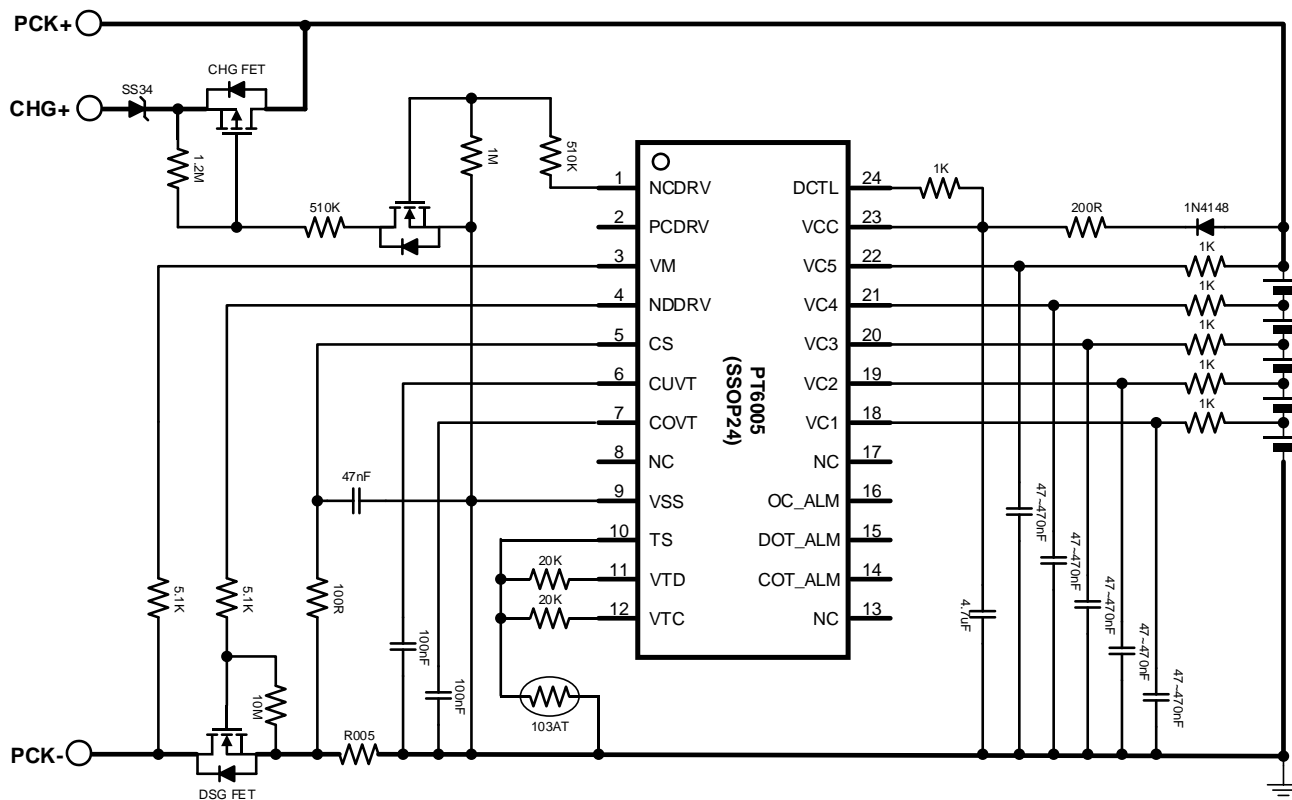 PCK+
CHG FET
SS34
CHG+
1.2M
510K
1M
510K
1 NCDRV
2 PCDRV
3 VM
4 NDDRV
5 CS
6 CUVT
7 COVT
8 NC
9 VSS
10 TS
11 VTD
12 VTC
PT6005
(SSOP24)
DCTL 24
VCC 23
VC5 22
VC4 21
VC3 20
VC2 19
VC1 18
NC 17
OC_ALM 16
DOT_ALM 15
COT_ALM 14
NC 13
1K
200R
1N4148
1K
1K
1K
1K
1K
47nF
20K
20K
103AT
5.1K
5.1K
100R
100nF
100nF
10M
4.7uF
47~470nF
47~470nF
47~470nF
47~470nF
47~470nF
R005
PCK-
DSG FET